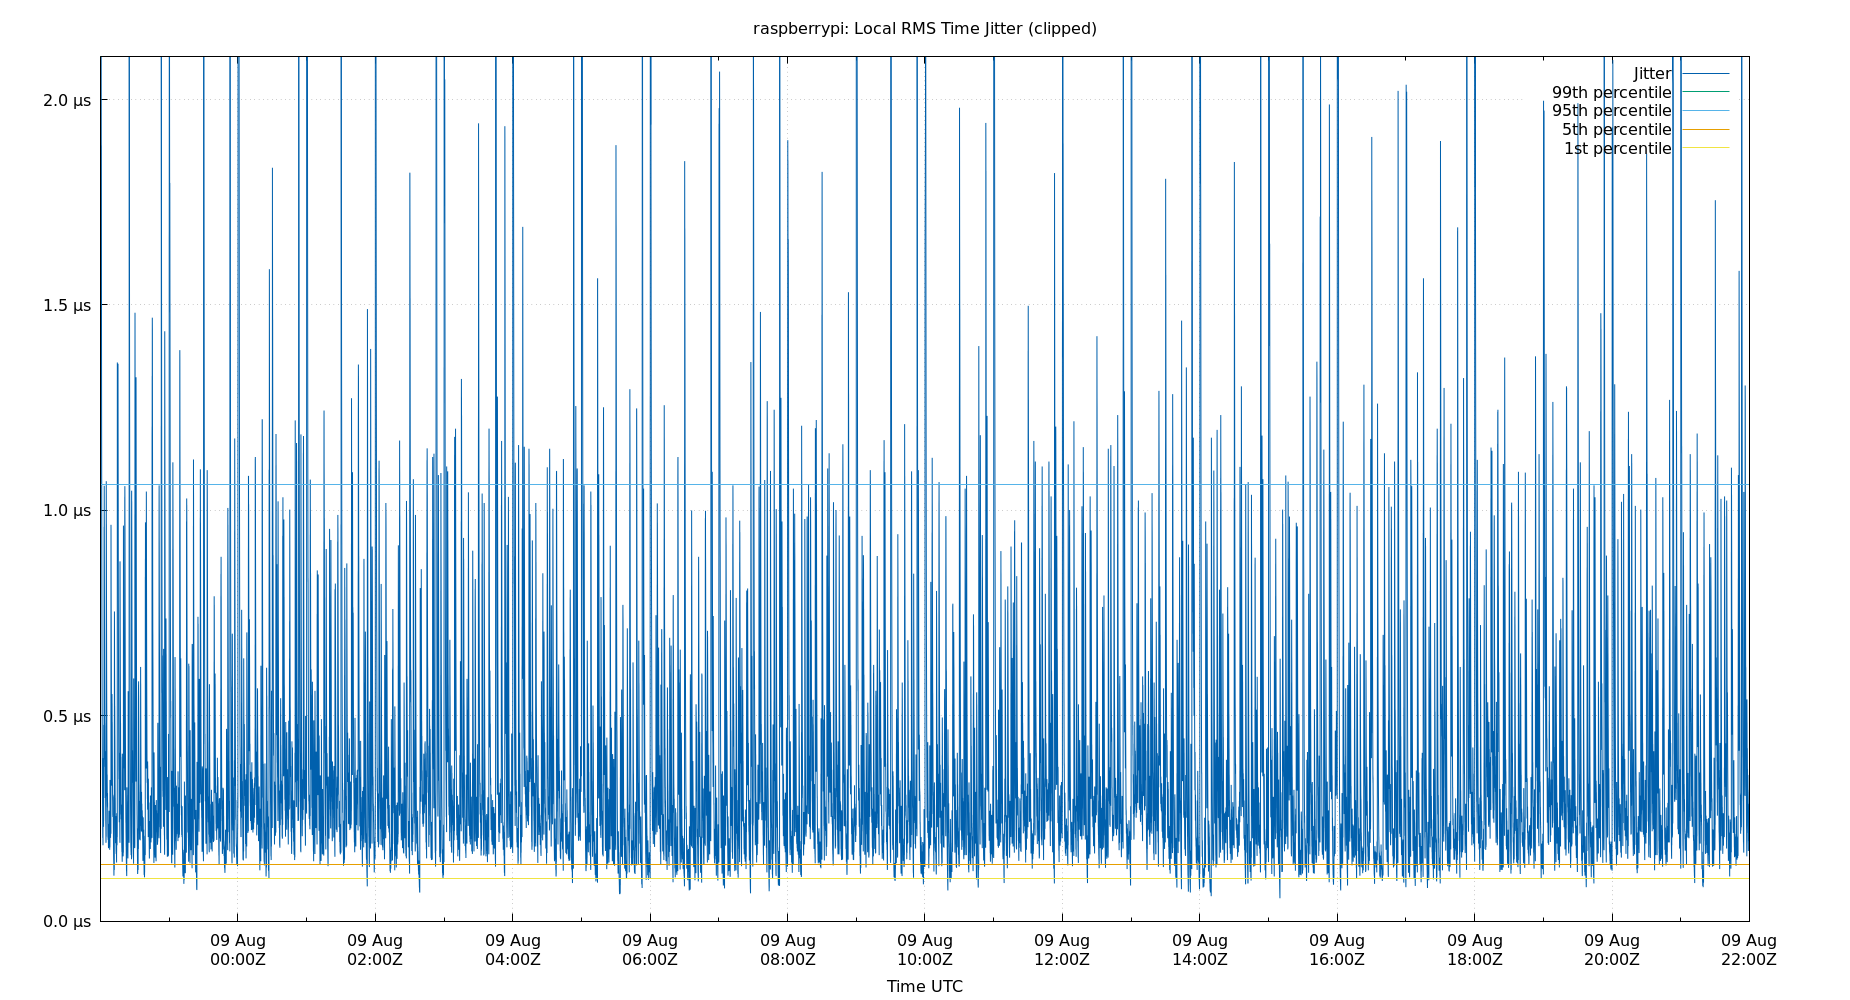 raspberrypi: Local RMS Time Jitter (clipped)
Jitter
99th percentile
95th percentile
5th percentile
1st percentile
2.0 µs
1.5 µs
1.0 µs
0.5 µs
0.0 µs
09 Aug 09 Aug 09 Aug 09 Aug 09 Aug 09 Aug 09 Aug 09 Aug 09 Aug 09 Aug 09 Aug 09 Aug
00:00Z 02:00Z 04:00Z 06:00Z 08:00Z 10:00Z 12:00Z 14:00Z 16:00Z 18:00Z 20:00Z 22:00Z
Time UTC